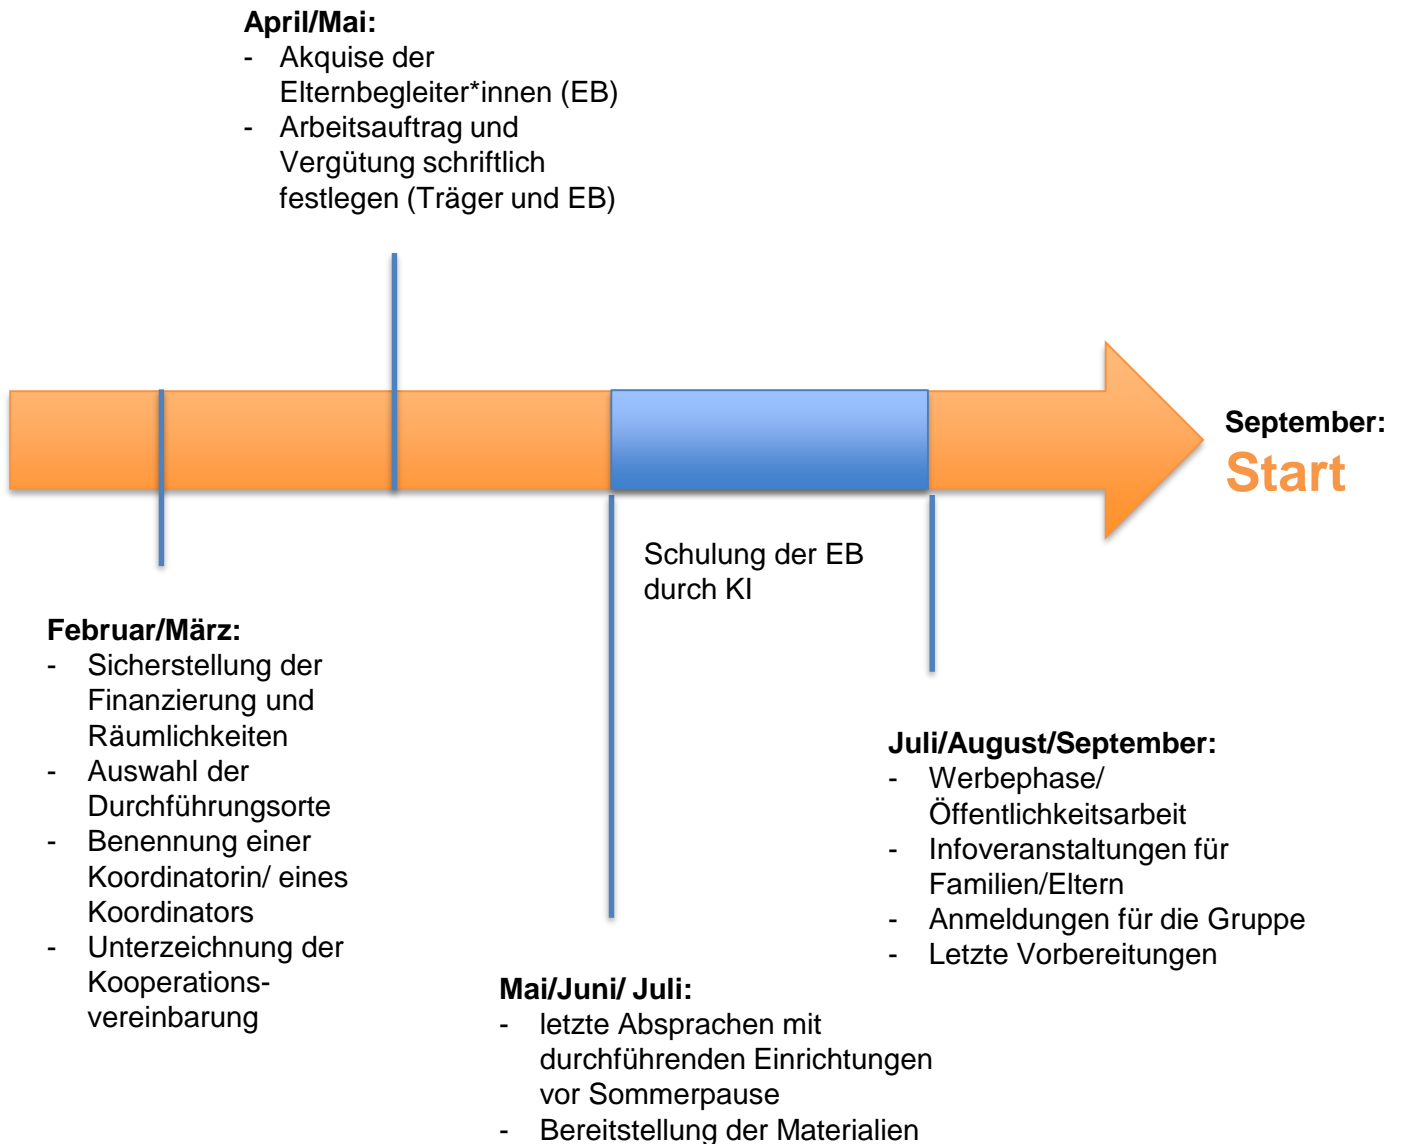 April/Mai:
- Akquise der
Elternbegleiter*innen (EB)
- Arbeitsauftrag und
Vergütung schriftlich
festlegen (Träger und EB)
September:
Start
Schulung der EB
durch KI
Februar/März:
- Sicherstellung der
Finanzierung und
Räumlichkeiten
- Auswahl der
Durchführungsorte
- Benennung einer
Koordinatorin/ eines
Koordinators
- Unterzeichnung der
Kooperations-
vereinbarung
Mai/Juni/ Juli:
- letzte Absprachen mit
durchführenden Einrichtungen
vor Sommerpause
- Bereitstellung der Materialien
Juli/August/September:
- Werbephase/
Öffentlichkeitsarbeit
- Infoveranstaltungen für
Familien/Eltern
- Anmeldungen für die Gruppe
- Letzte Vorbereitungen